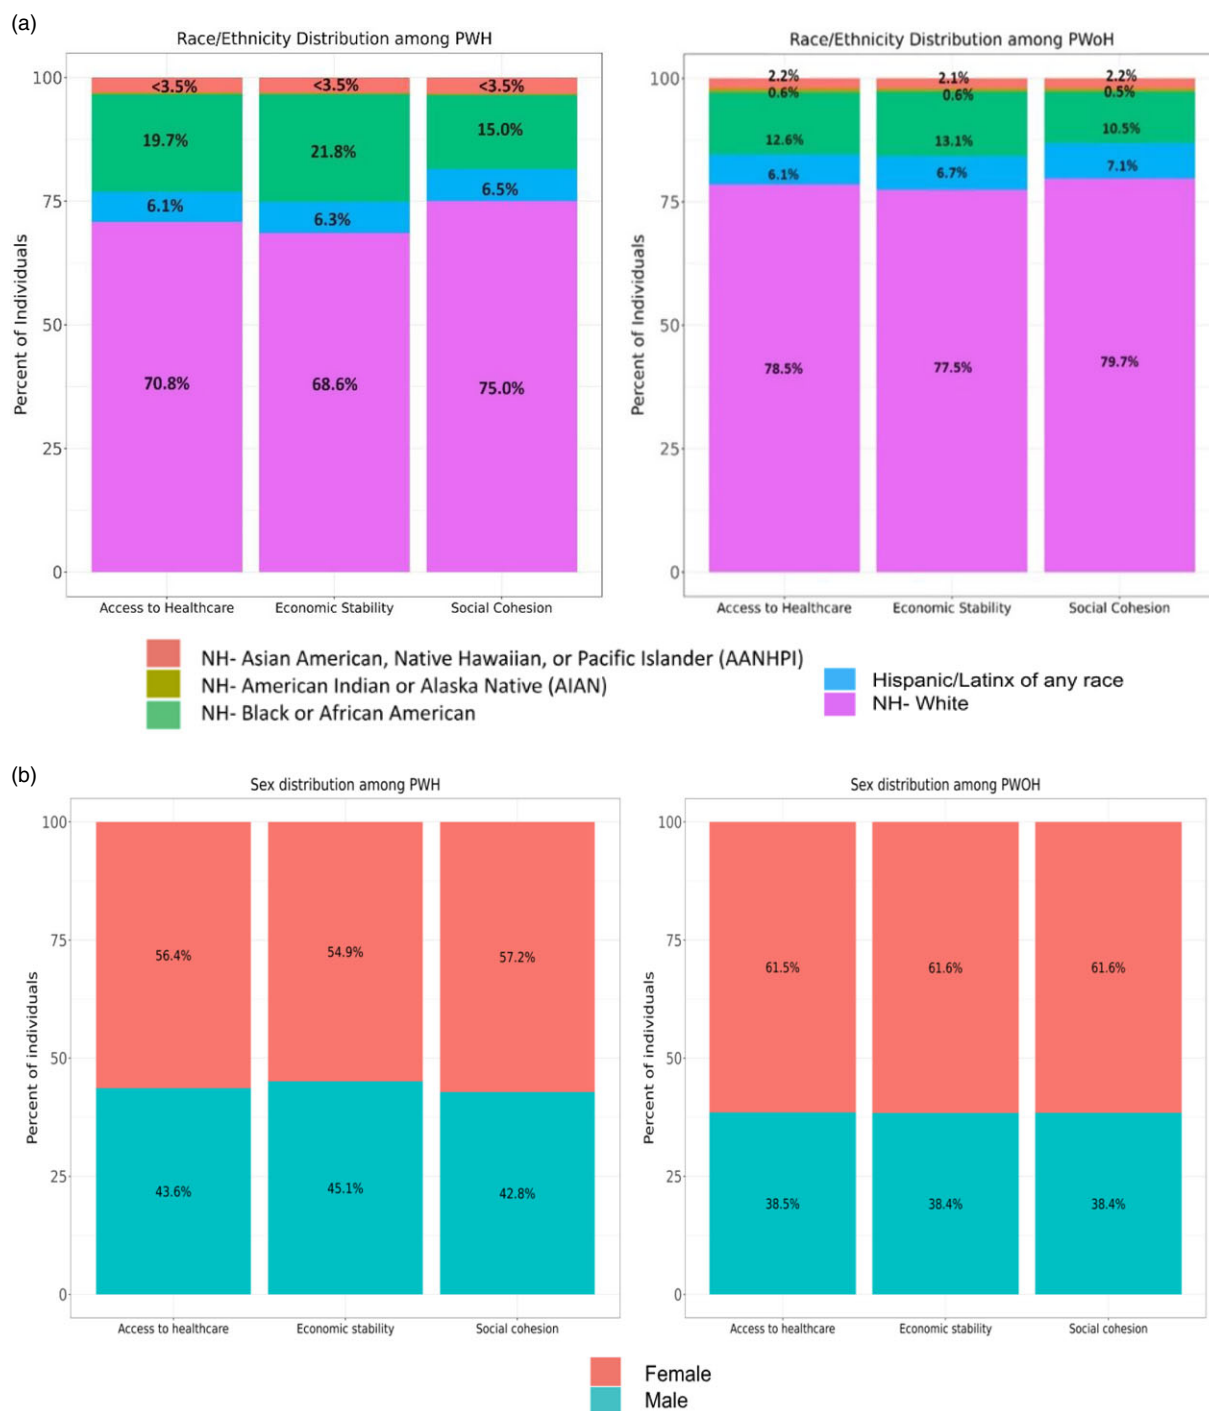 (a)
Race/Ethnicity Distribution among PWH
Percent of Individuals
100
75
50
25
0
<3.5% <3.5% <3.5%
19.7% 21.8% 15.0%
6.1% 6.3% 6.5%
70.8% 68.6% 75.0%
Access to Healthcare Economic Stability Social Cohesion
Race/Ethnicity Distribution among PWoH
Percent of Individuals
100
75
50
25
0
2.2% 2.1% 2.2%
0.6% 0.6% 0.5%
12.6% 13.1% 10.5%
6.1% 6.7% 7.1%
78.5% 77.5% 79.7%
Access to Healthcare Economic Stability Social Cohesion
NH- Asian American, Native Hawaiian, or Pacific Islander (AANHPI)
NH- American Indian or Alaska Native (AIAN)
NH- Black or African American
Hispanic/Latinx of any race
NH- White
(b)
Sex distribution among PWH
Percent of individuals
100
75
50
25
0
56.4% 54.9% 57.2%
43.6% 45.1% 42.8%
Access to healthcare Economic stability Social cohesion
Sex distribution among PWOH
Percent of individuals
100
75
50
25
0
61.5% 61.6% 61.6%
38.5% 38.4% 38.4%
Access to healthcare Economic stability Social cohesion
Female
Male